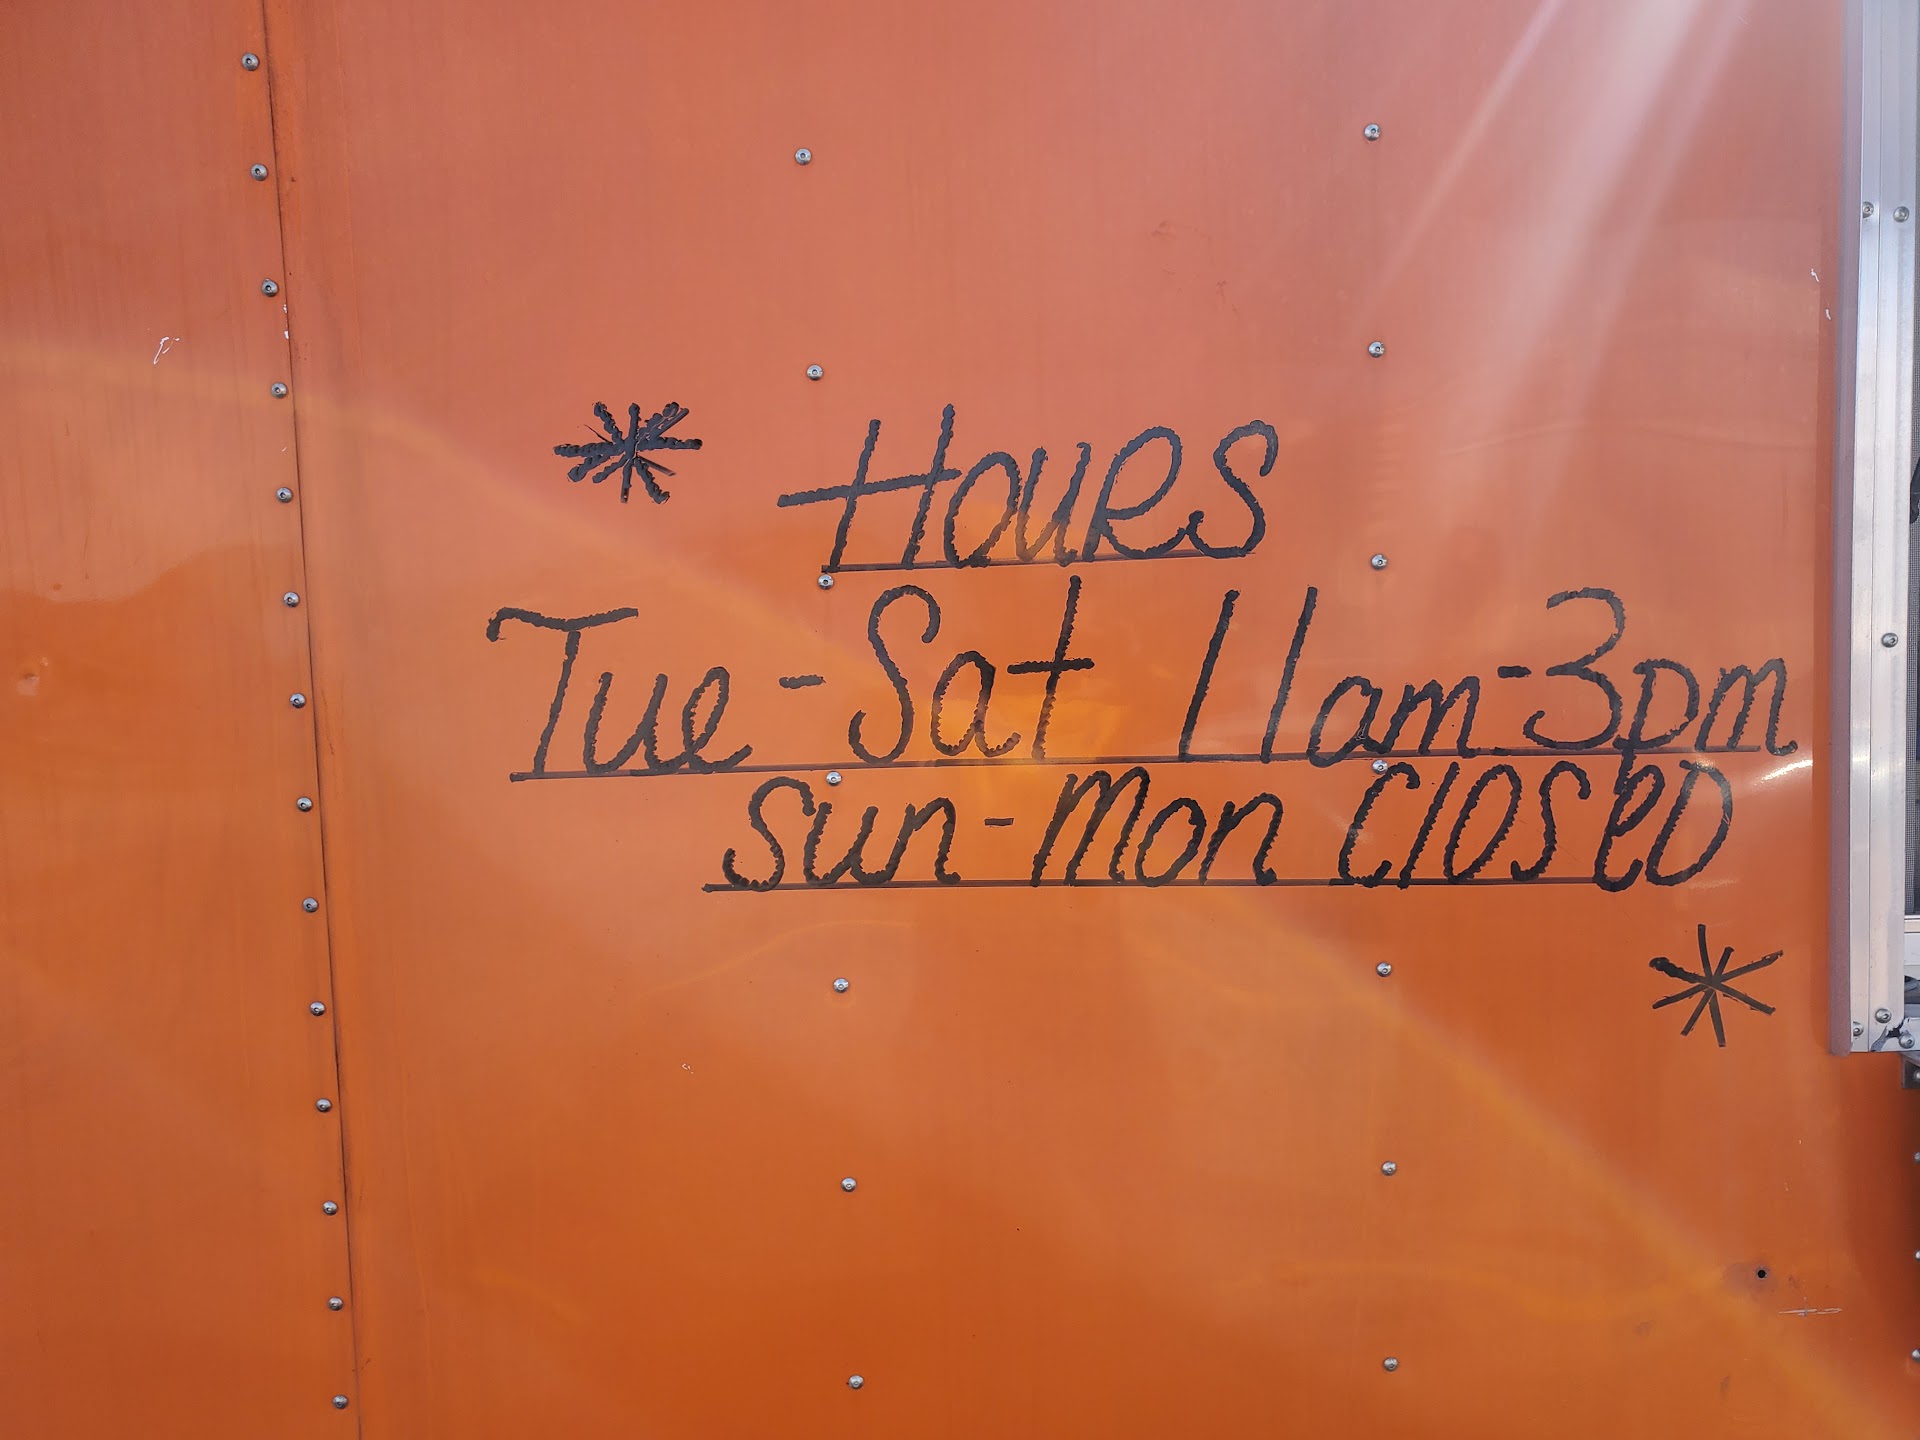 * Hours
Tue-Sat 11am-3pm
Sun-Mon Closed
*